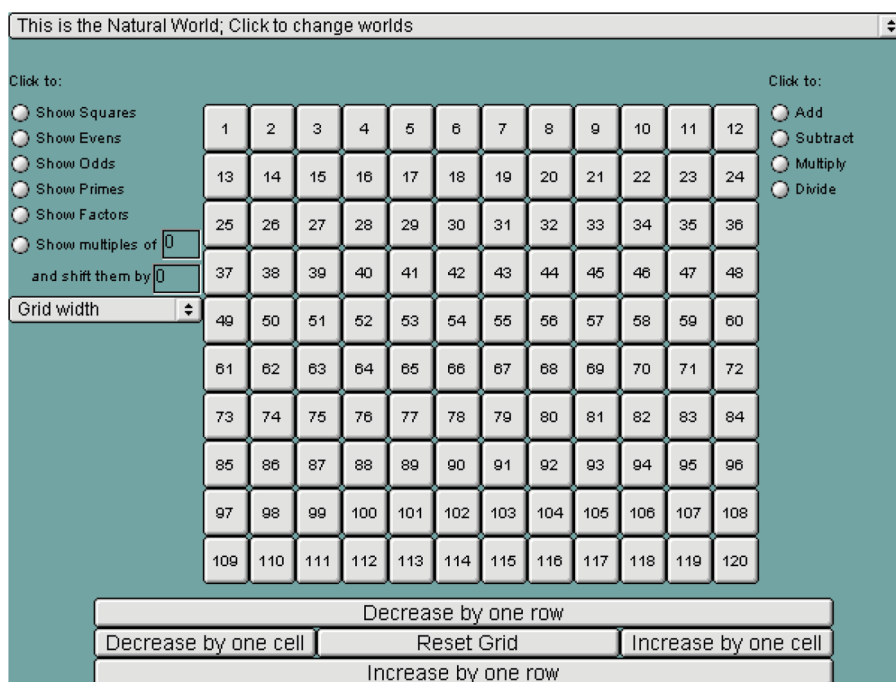 This is the Natural World; Click to change worlds
Click to:
Show Squares
Show Evens
Show Odds
Show Primes
Show Factors
Show multiples of 0
and shift them by 0
Grid width
1 2 3 4 5 6 7 8 9 10 11 12
13 14 15 16 17 18 19 20 21 22 23 24
25 26 27 28 29 30 31 32 33 34 35 36
37 38 39 40 41 42 43 44 45 46 47 48
49 50 51 52 53 54 55 56 57 58 59 60
61 62 63 64 65 66 67 68 69 70 71 72
73 74 75 76 77 78 79 80 81 82 83 84
85 86 87 88 89 90 91 92 93 94 95 96
97 98 99 100 101 102 103 104 105 106 107 108
109 110 111 112 113 114 115 116 117 118 119 120
Click to:
Add
Subtract
Multiply
Divide
Decrease by one row
Decrease by one cell Reset Grid Increase by one cell
Increase by one row